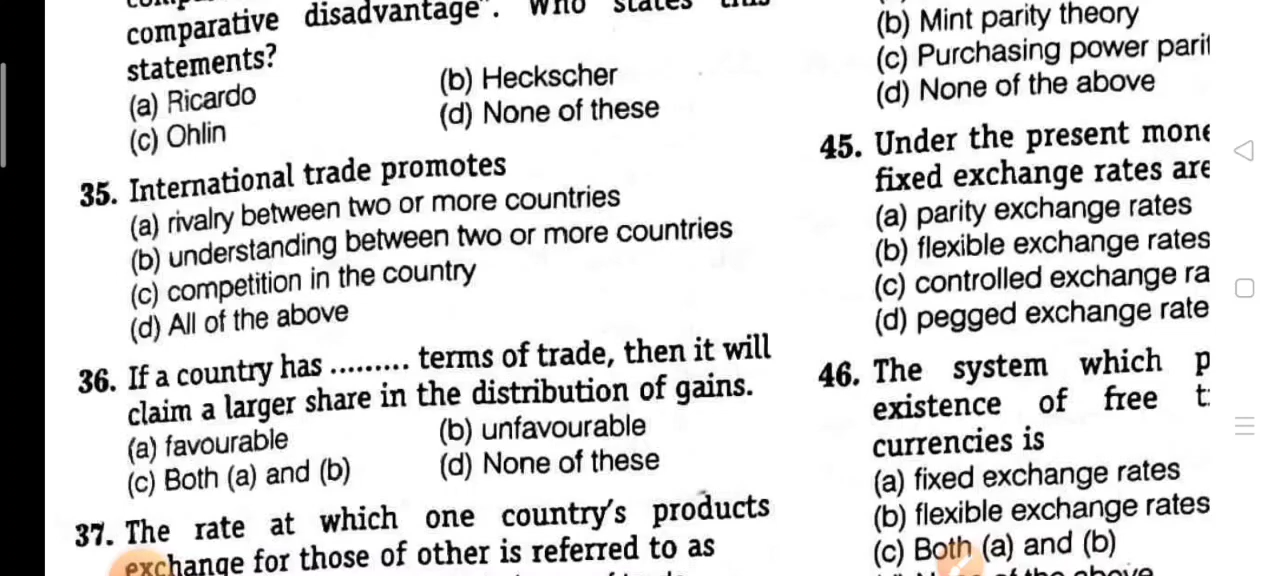 comparative disadvantage". Who states this
statements?
(a) Ricardo
(b) Heckscher
(c) Ohlin
(d) None of these
35. International trade promotes
(a) rivalry between two or more countries
(b) understanding between two or more countries
(c) competition in the country
(d) All of the above
36. If a country has ......... terms of trade, then it will
claim a larger share in the distribution of gains.
(a) favourable
(b) unfavourable
(c) Both (a) and (b)
(d) None of these
37. The rate at which one country's products
exchange for those of other is referred to as
(b) Mint parity theory
(c) Purchasing power
(d) None of the above
45. Under the present
fixed exchange rates are
(a) parity exchange rates
(b) flexible exchange rates
(c) controlled exchange
(d) pegged exchange rate
46. The system which
existence of free
currencies is
(a) fixed exchange rates
(b) flexible exchange rates
(c) Both (a) and (b)